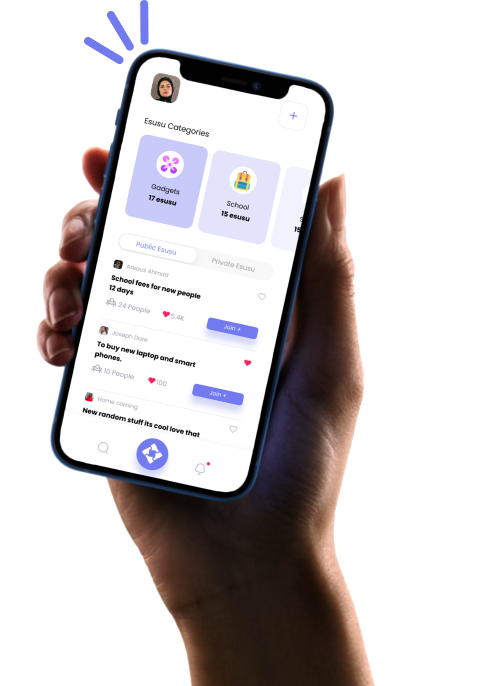 Esusu Categories
Gadgets
17 esusu
School
15 esusu
S
15
Public Esusu
Private Esusu
Anious Ahmad
School fees for new people
12 days
24 People
5.4K
Join +
Joseph Dare
To buy new laptop and smart
phones.
10 People
100
Join +
Home coming
New random stuff its cool love that